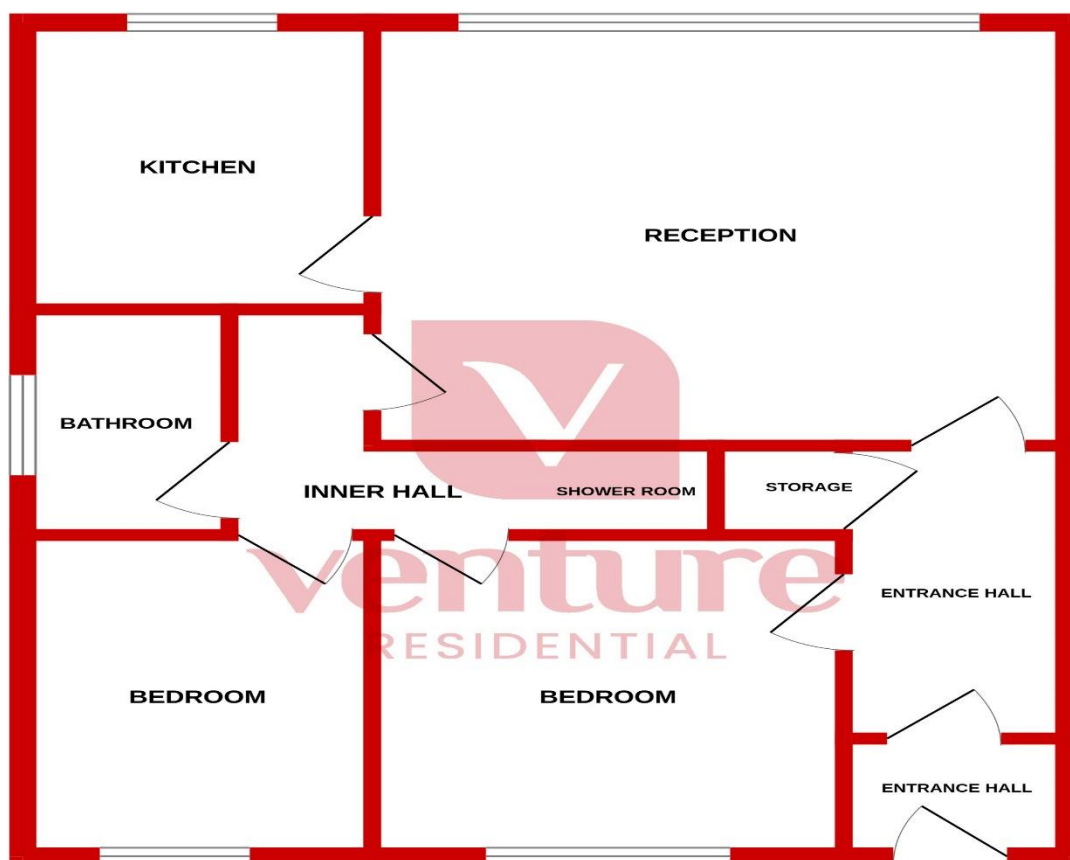 KITCHEN
RECEPTION
BATHROOM
INNER HALL
SHOWER ROOM
STORAGE
venture
RESIDENTIAL
ENTRANCE HALL
BEDROOM
BEDROOM
ENTRANCE HALL